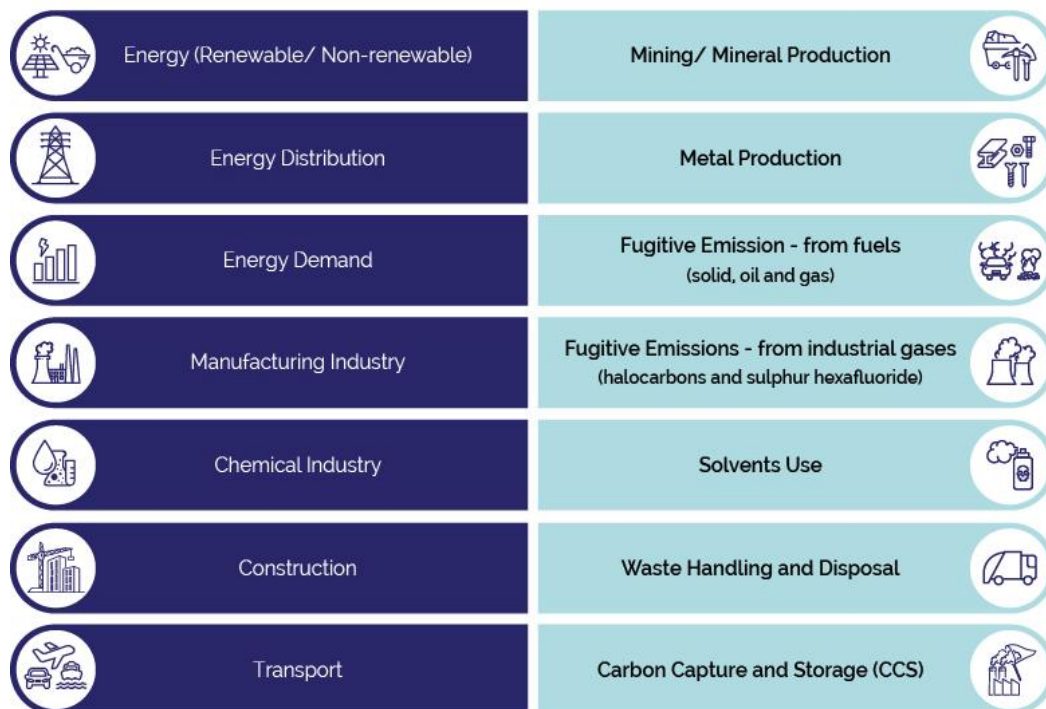 Energy (Renewable/ Non-renewable)
Mining/ Mineral Production
Energy Distribution
Metal Production
Energy Demand
Fugitive Emission - from fuels
(solid, oil and gas)
Manufacturing Industry
Fugitive Emissions - from industrial gases
(halocarbons and sulphur hexafluoride)
Chemical Industry
Solvents Use
Construction
Waste Handling and Disposal
Transport
Carbon Capture and Storage (CCS)